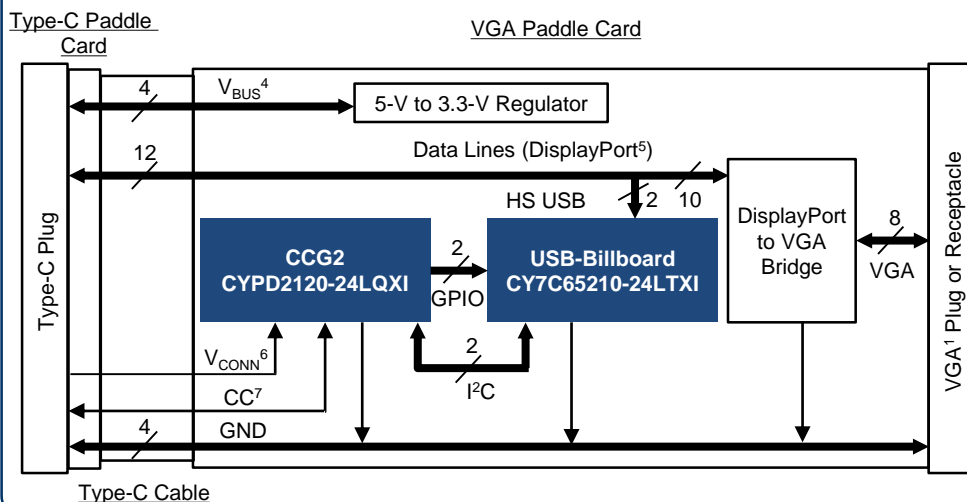 Type-C Paddle
Card
VGA Paddle Card
Type-C Plug
4
V_BUS⁴
5-V to 3.3-V Regulator
12
Data Lines (DisplayPort⁵)
HS USB
2
10
CCG2
CYPD2120-24LQXI
2
GPIO
USB-Billboard
CY7C65210-24LTXI
DisplayPort
to VGA
Bridge
8
VGA
VGA¹ Plug or Receptacle
V_CONN⁶
2
I²C
CC⁷
4
GND
Type-C Cable